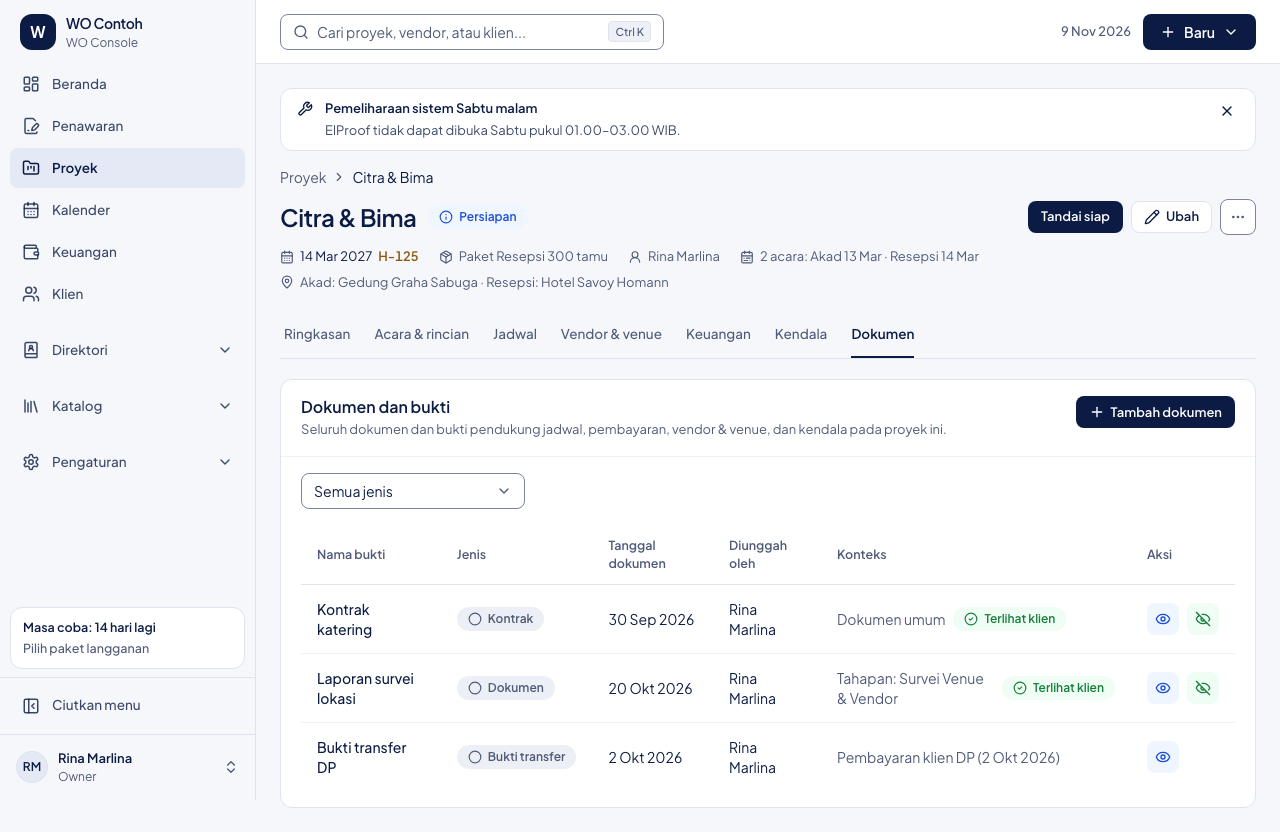 W
WO Contoh
WO Console
Cari proyek, vendor, atau klien...
Ctrl K
9 Nov 2026
Baru
Beranda
Penawaran
Proyek
Kalender
Keuangan
Klien
Direktori
Katalog
Pengaturan
Masa coba: 14 hari lagi
Pilih paket langganan
Ciutkan menu
RM
Rina Marlina
Owner
Pemeliharaan sistem Sabtu malam
ElProof tidak dapat dibuka Sabtu pukul 01.00–03.00 WIB.
Proyek > Citra & Bima
Citra & Bima
Persiapan
Tandai siap
Ubah
14 Mar 2027 H-125
Paket Resepsi 300 tamu
Rina Marlina
2 acara: Akad 13 Mar · Resepsi 14 Mar
Akad: Gedung Graha Sabuga · Resepsi: Hotel Savoy Homann
Ringkasan
Acara & rincian
Jadwal
Vendor & venue
Keuangan
Kendala
Dokumen
Dokumen dan bukti
Seluruh dokumen dan bukti pendukung jadwal, pembayaran, vendor & venue, dan kendala pada proyek ini.
Tambah dokumen
Semua jenis
Nama bukti
Jenis
Tanggal
dokumen
Diunggah
oleh
Konteks
Aksi
Kontrak
katering
Kontrak
30 Sep 2026
Rina
Marlina
Dokumen umum
Terlihat klien
Laporan survei
lokasi
Dokumen
20 Okt 2026
Rina
Marlina
Tahapan: Survei Venue
& Vendor
Terlihat klien
Bukti transfer
DP
Bukti transfer
2 Okt 2026
Rina
Marlina
Pembayaran klien DP (2 Okt 2026)